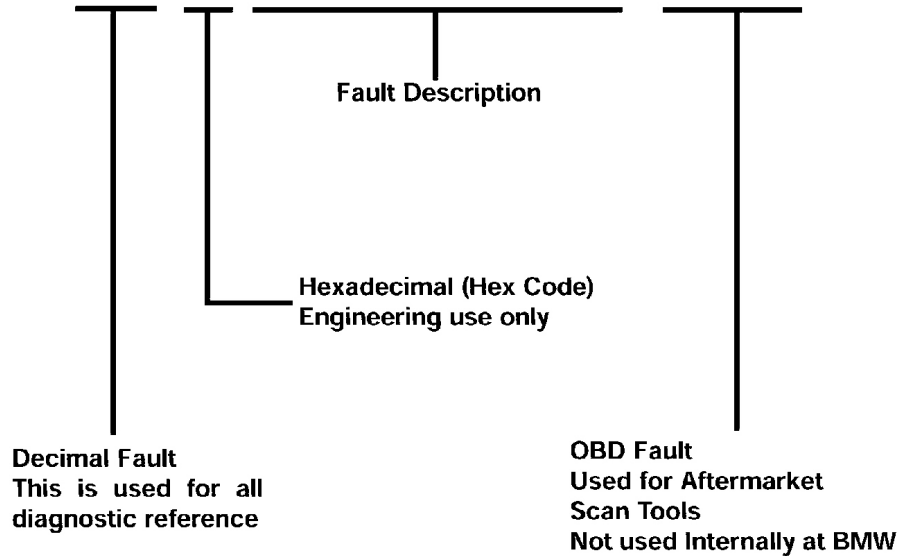 Fault Description
Hexadecimal (Hex Code)
Engineering use only
Decimal Fault
This is used for all
diagnostic reference
OBD Fault
Used for Aftermarket
Scan Tools
Not used Internally at BMW